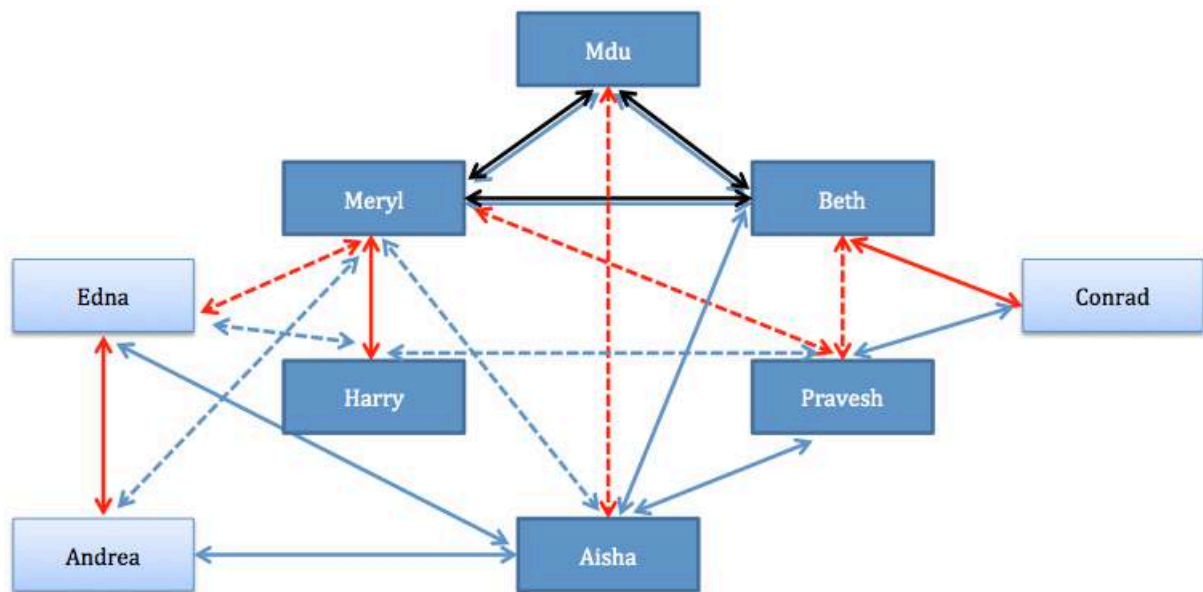 Mdu
Meryl
Beth
Edna
Conrad
Harry
Pravesh
Andrea
Aisha